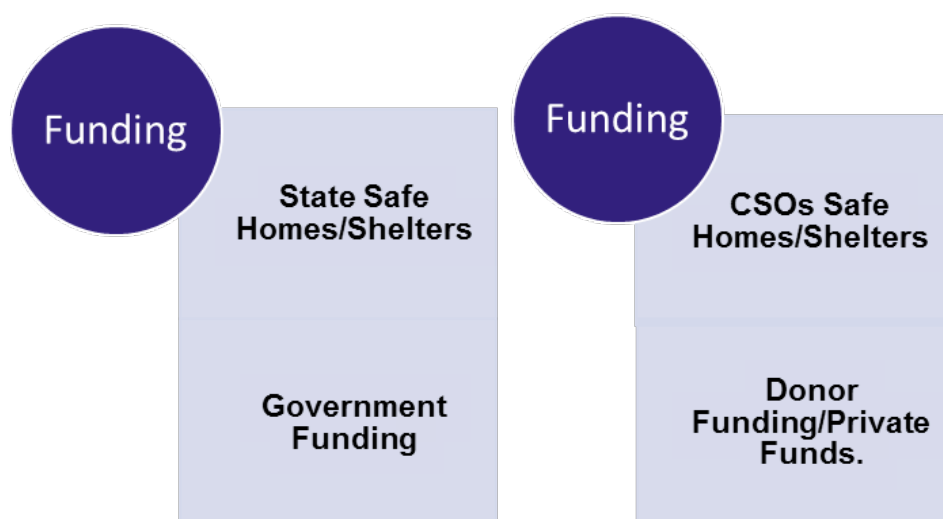 Funding
State Safe
Homes/Shelters
Government
Funding
Funding
CSOs Safe
Homes/Shelters
Donor
Funding/Private
Funds.